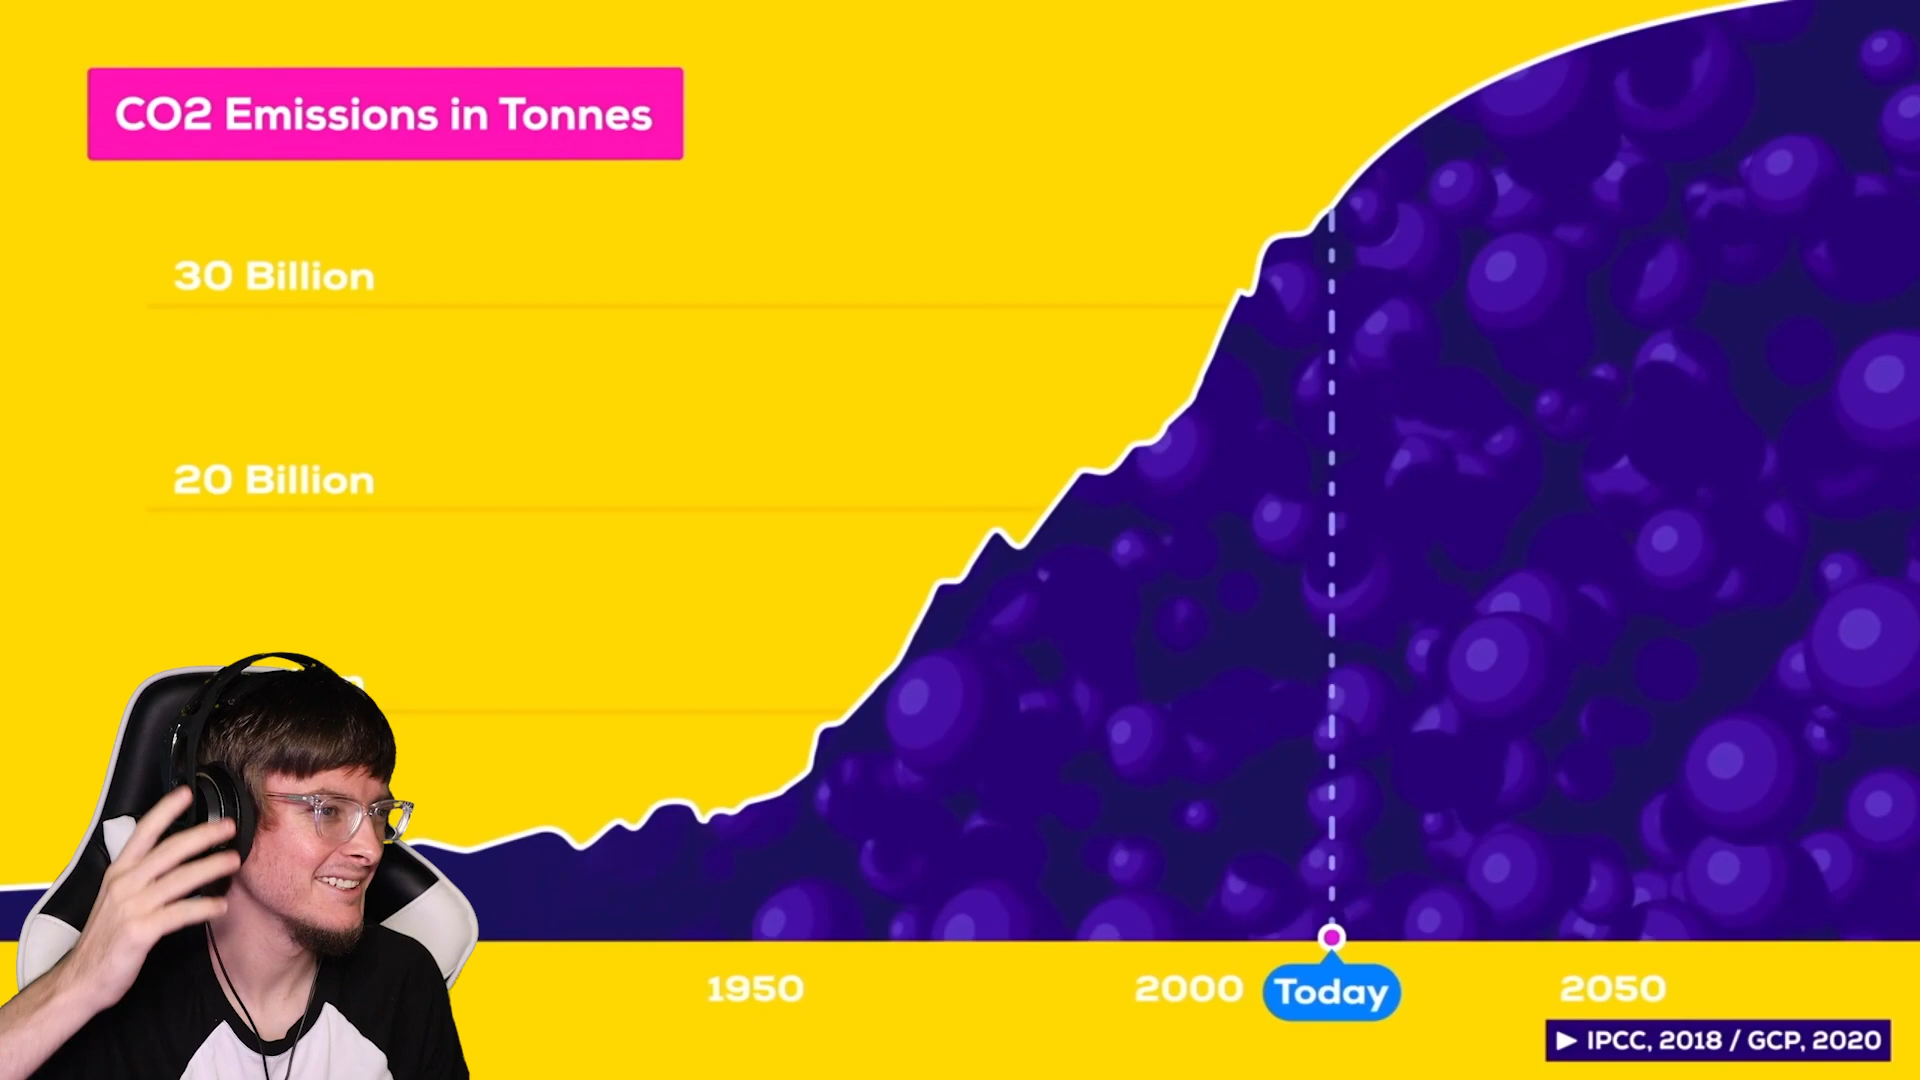 CO2 Emissions in Tonnes
30 Billion
20 Billion
1950
2000
Today
2050
IPCC, 2018 / GCP, 2020